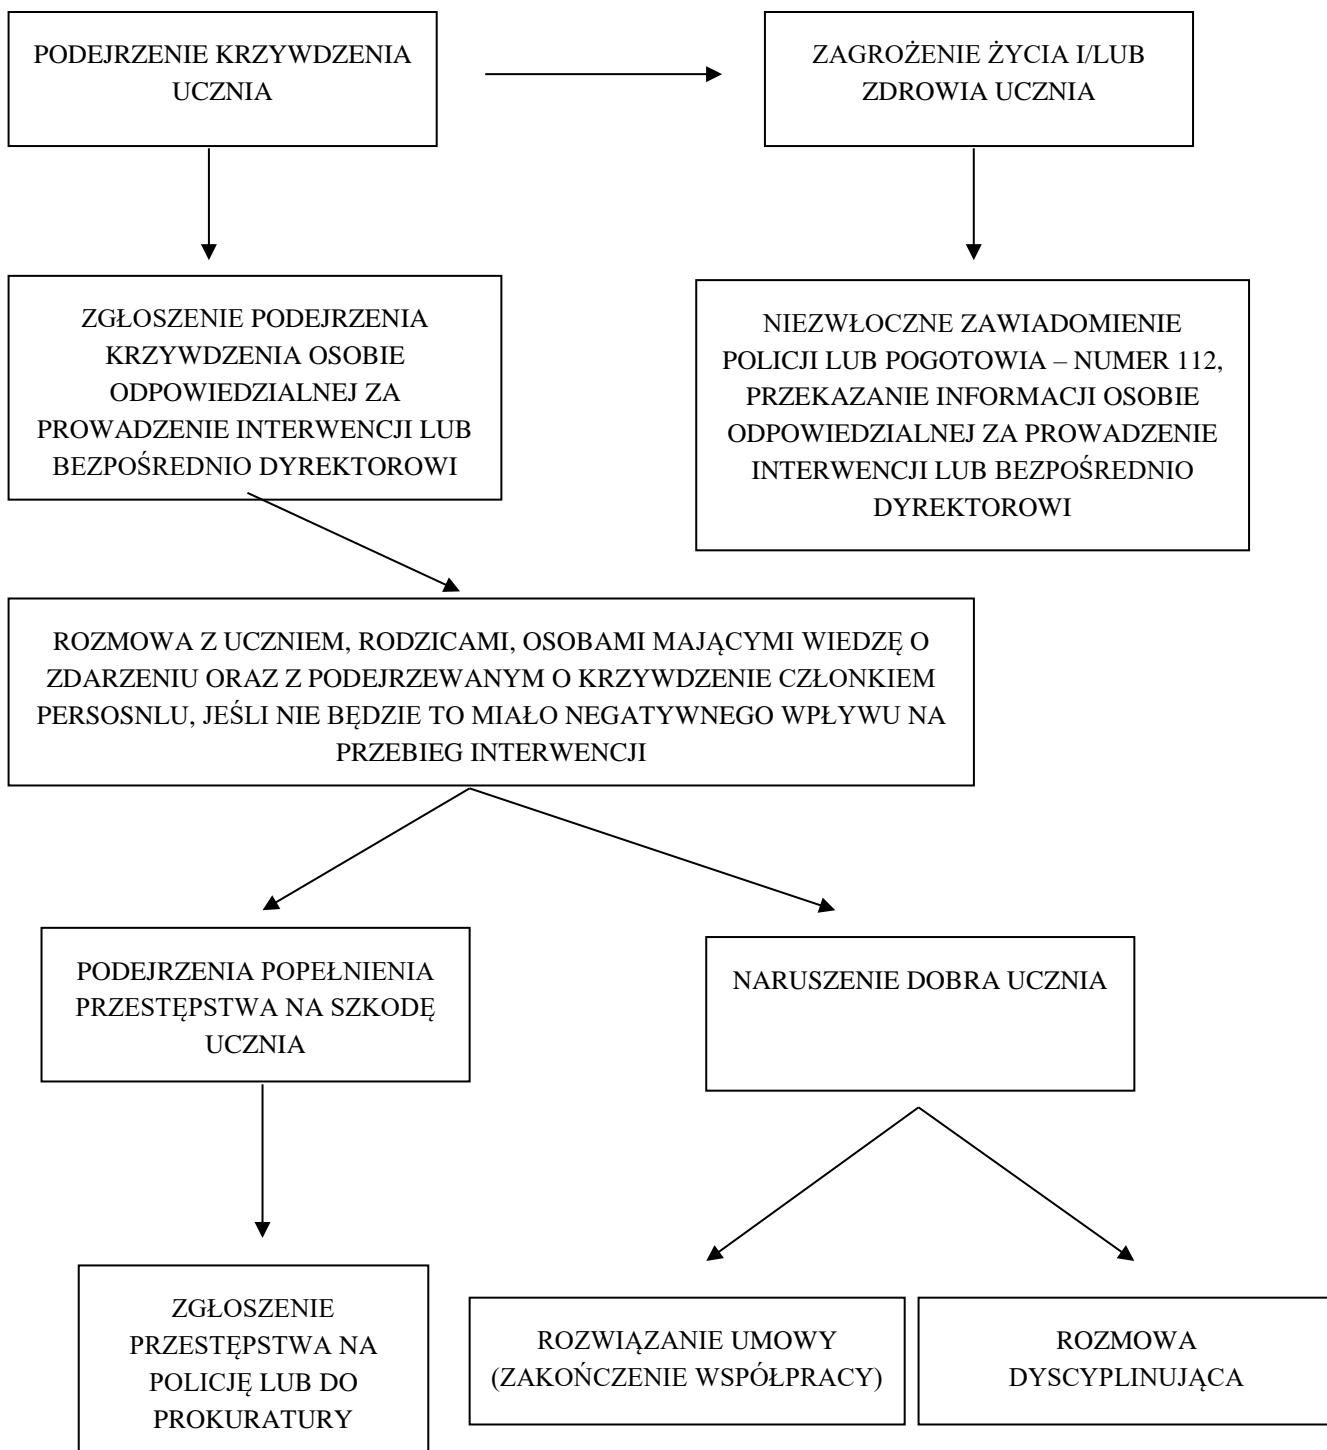 PODEJRZENIE KRZYWDZENIA
UCZNIA
ZAGROŻENIE ŻYCIA I/LUB
ZDROWIA UCZNIA
ZGŁOSZENIE PODEJRZENIA
KRZYWDZENIA OSOBIE
ODPOWIEDZIALNEJ ZA
PROWADZENIE INTERWENCJI LUB
BEZPOŚREDNIO DYREKTOROWI
NIEZWŁOCZNE ZAWIADOMIENIE
POLICJI LUB POGOTOWIA – NUMER 112,
PRZEKAZANIE INFORMACJI OSOBIE
ODPOWIEDZIALNEJ ZA PROWADZENIE
INTERWENCJI LUB BEZPOŚREDNIO
DYREKTOROWI
ROZMOWA Z UCZNIEM, RODZICAMI, OSOBAMI MAJĄCYMI WIEDZĘ O
ZDARZENIU ORAZ Z PODEJRZEWANYM O KRZYWDZENIE CZŁONKIEM
PERSOSNLU, JEŚLI NIE BĘDZIE TO MIAŁO NEGATYWNEGO WPŁYWU NA
PRZEBIEG INTERWENCJI
PODEJRZENIA POPEŁNIENIA
PRZESTĘPSTWA NA SZKODĘ
UCZNIA
NARUSZENIE DOBRA UCZNIA
ZGŁOSZENIE
PRZESTĘPSTWA NA
POLICJĘ LUB DO
PROKURATURY
ROZWIĄZANIE UMOWY
(ZAKOŃCZENIE WSPÓŁPRACY)
ROZMOWA
DYSCYPLINUJĄCA